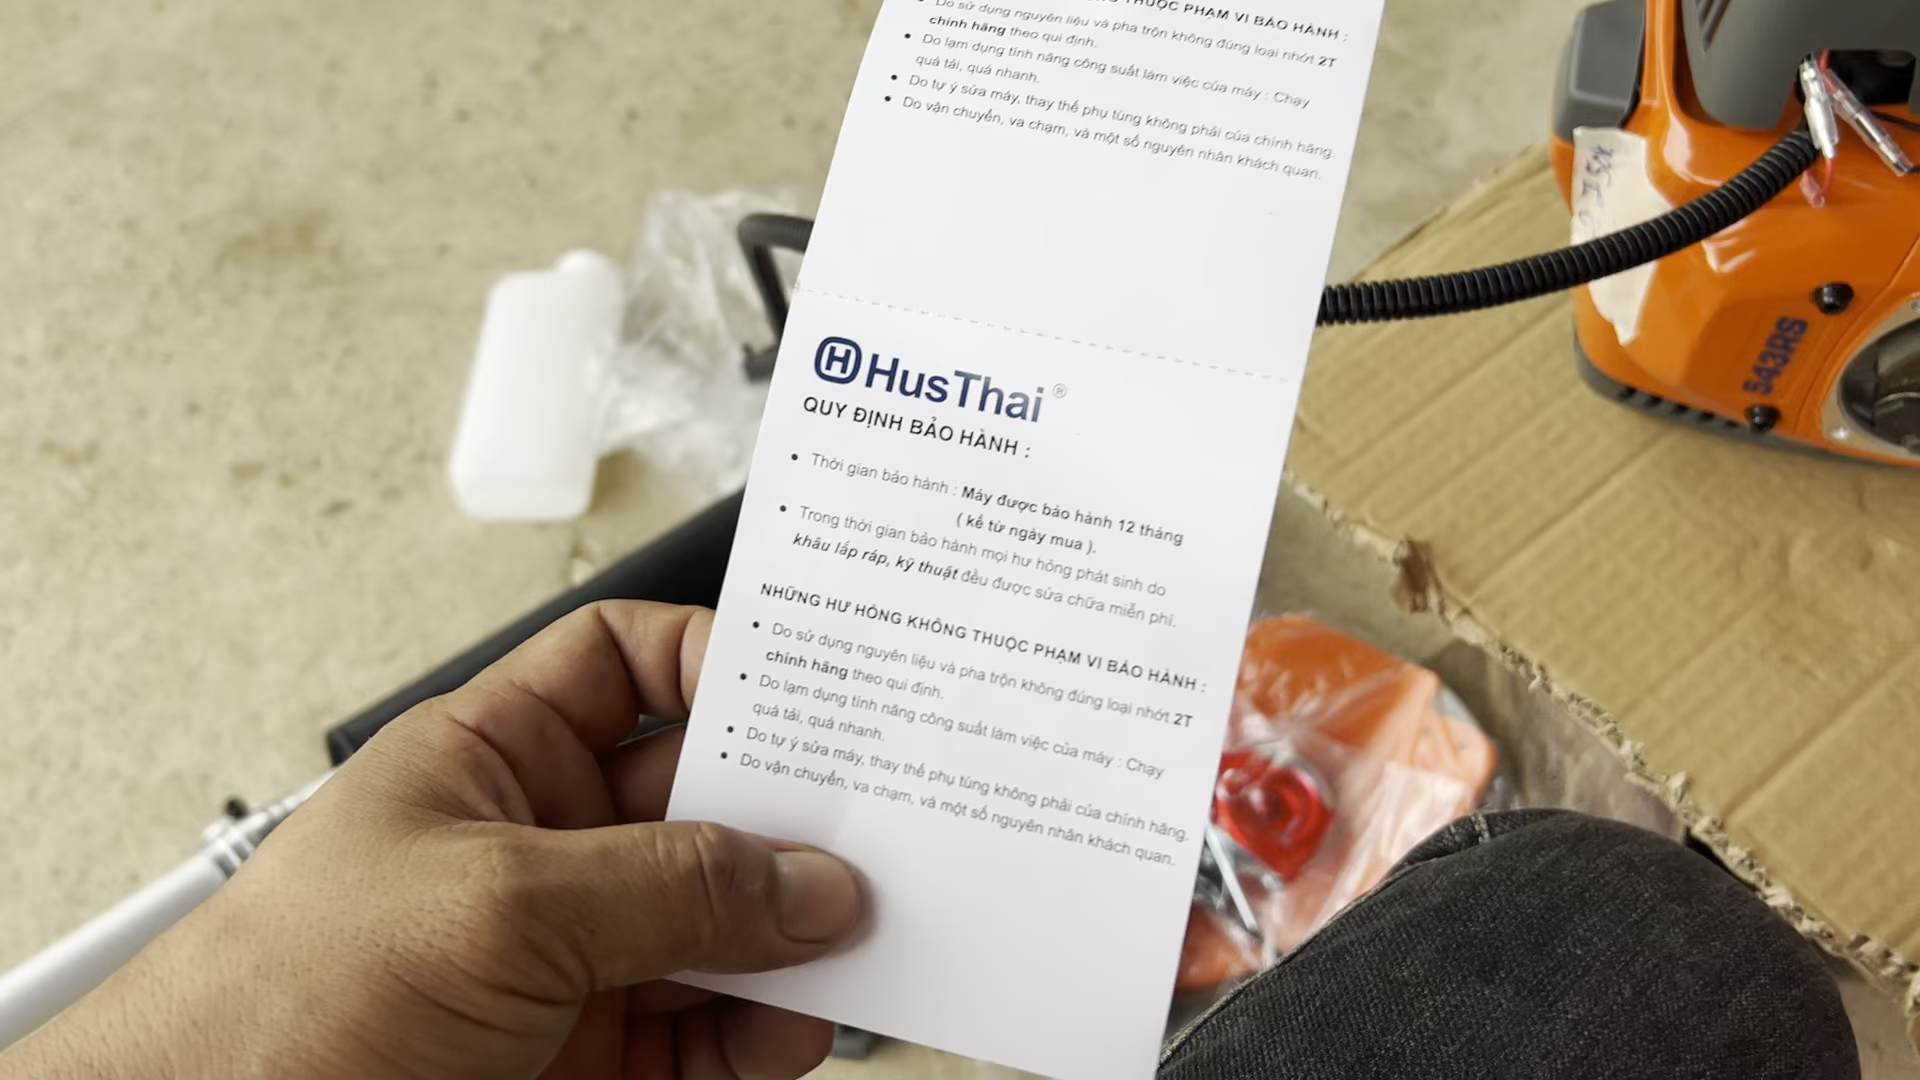 THUỘC PHẠM VI BẢO HÀNH :
Do sử dụng nguyên liệu và pha trộn không đúng loại nhớt 2T
chính hãng theo qui định.
Do lạm dụng tính năng công suất làm việc của máy : Chạy
quá tải, quá nhanh.
Do tự ý sửa máy, thay thế phụ tùng không phải của chính hãng.
Do vận chuyển, va chạm, và một số nguyên nhân khách quan.
H HusThai ®
QUY ĐỊNH BẢO HÀNH :
Thời gian bảo hành : Máy được bảo hành 12 tháng
( kể từ ngày mua ).
Trong thời gian bảo hành mọi hư hỏng phát sinh do
khâu lắp ráp, kỹ thuật đều được sửa chữa miễn phí.
NHỮNG HƯ HỎNG KHÔNG THUỘC PHẠM VI BẢO HÀNH :
Do sử dụng nguyên liệu và pha trộn không đúng loại nhớt 2T
chính hãng theo qui định.
Do lạm dụng tính năng công suất làm việc của máy : Chạy
quá tải, quá nhanh.
Do tự ý sửa máy, thay thế phụ tùng không phải của chính hãng.
Do vận chuyển, va chạm, và một số nguyên nhân khách quan.
543RS